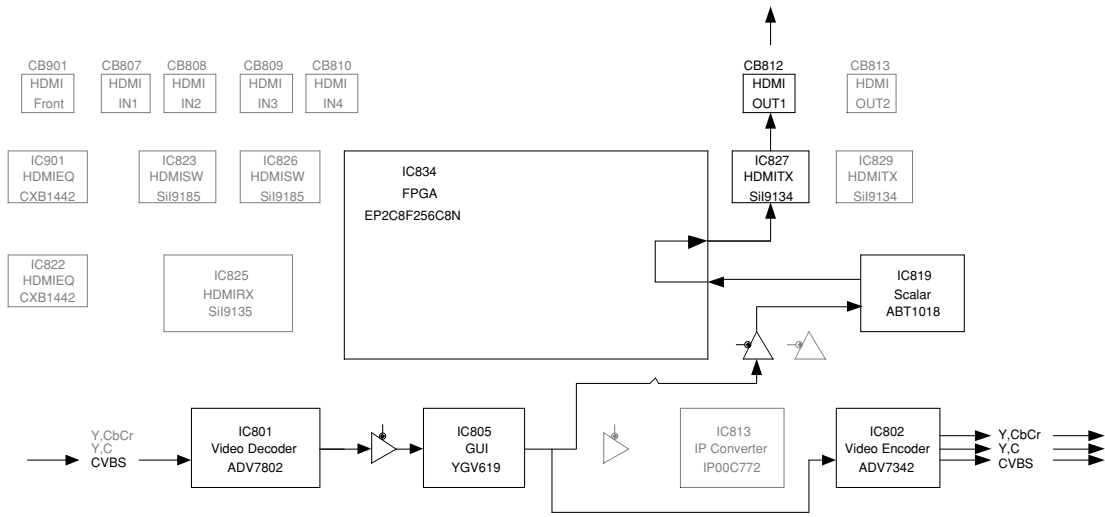 CB901
HDMI
Front
CB807
HDMI
IN1
CB808
HDMI
IN2
CB809
HDMI
IN3
CB810
HDMI
IN4
CB812
HDMI
OUT1
CB813
HDMI
OUT2
IC901
HDMIEQ
CXB1442
IC823
HDMISW
SiI9185
IC826
HDMISW
SiI9185
IC834
FPGA
EP2C8F256C8N
IC827
HDMITX
SiI9134
IC829
HDMITX
SiI9134
IC822
HDMIEQ
CXB1442
IC825
HDMIRX
SiI9135
IC819
Scalar
ABT1018
Y,CbCr
Y,C
CVBS
IC801
Video Decoder
ADV7802
IC805
GUI
YGV619
IC813
IP Converter
IP00C772
IC802
Video Encoder
ADV7342
Y,CbCr
Y,C
CVBS